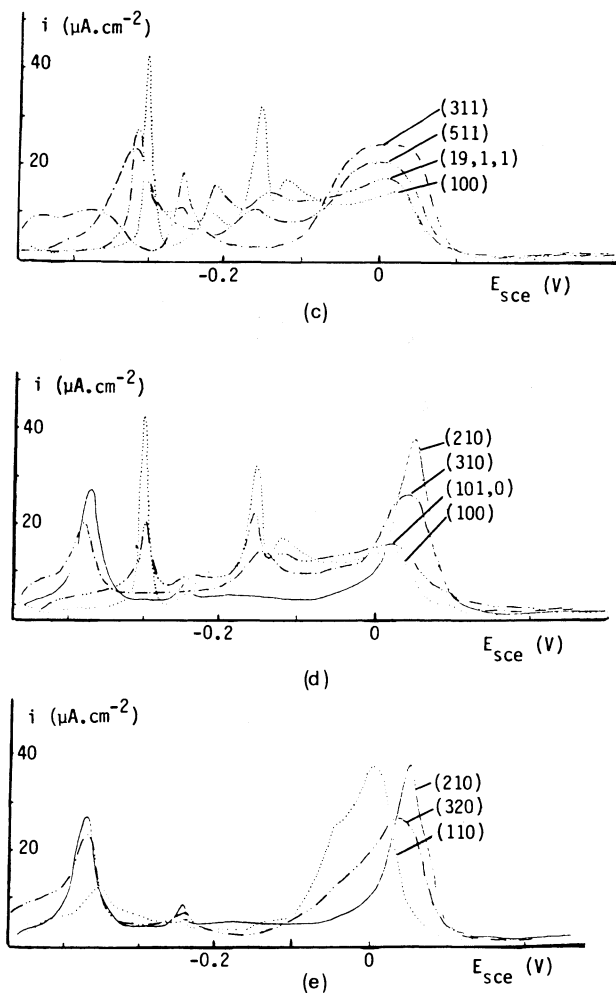 i (μA.cm⁻²)
40
20
(311)
(511)
(19,1,1)
(100)
-0.2
0
E_sce (V)
(c)
i (μA.cm⁻²)
40
20
(210)
(310)
(101,0)
(100)
-0.2
0
E_sce (V)
(d)
i (μA.cm⁻²)
40
20
(210)
(320)
(110)
-0.2
0
E_sce (V)
(e)